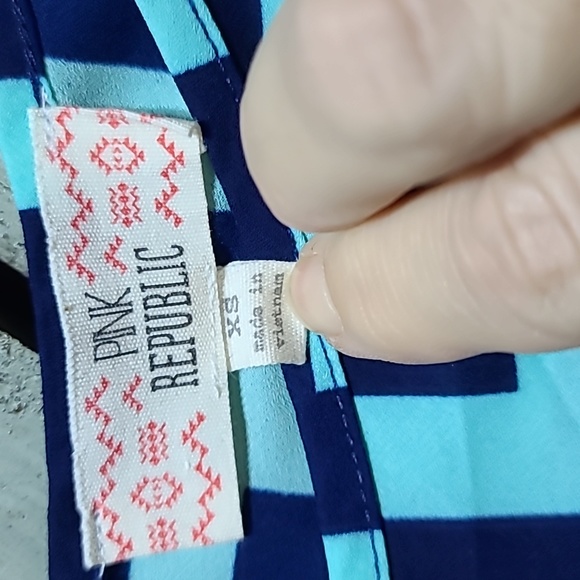 PINK
REPUBLIC
XS
made in
vietnam